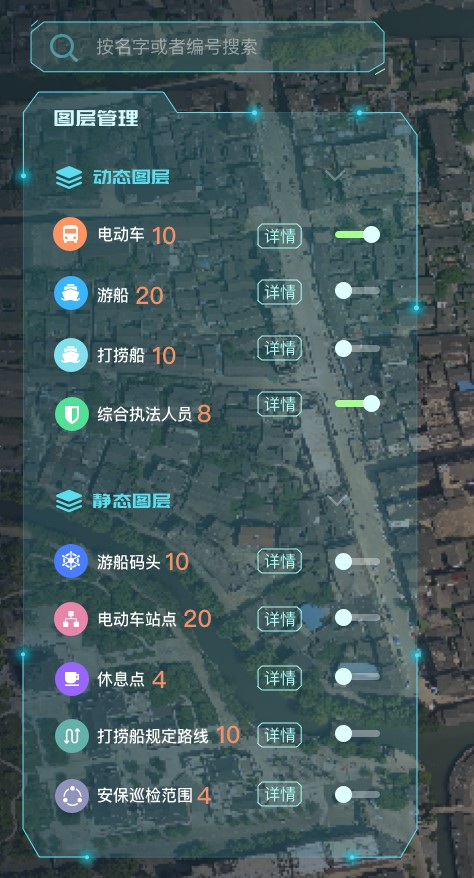 按名字或者编号搜索
图层管理
动态图层
电动车 10 详情
游船 20 详情
打捞船 10 详情
综合执法人员 8 详情
静态图层
游船码头 10 详情
电动车站点 20 详情
休息点 4 详情
打捞船规定路线 10 详情
安保巡检范围 4 详情